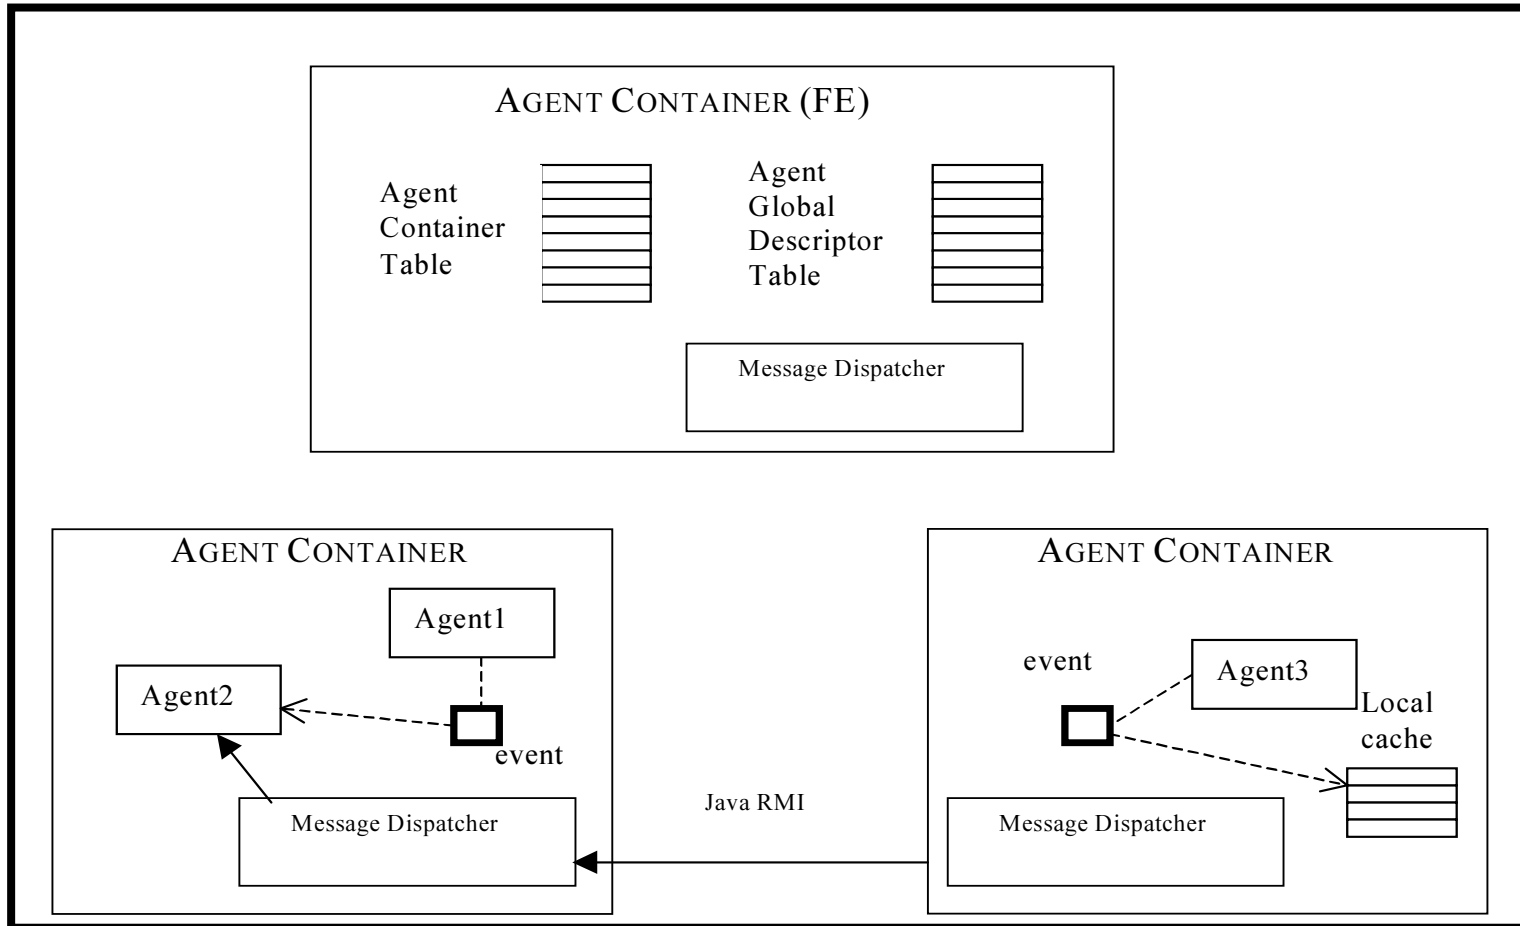 AGENT CONTAINER (FE)
Agent
Container
Table
Agent
Global
Descriptor
Table
Message Dispatcher
AGENT CONTAINER
Agent1
Agent2
event
Message Dispatcher
Java RMI
AGENT CONTAINER
event
Agent3
Local
cache
Message Dispatcher